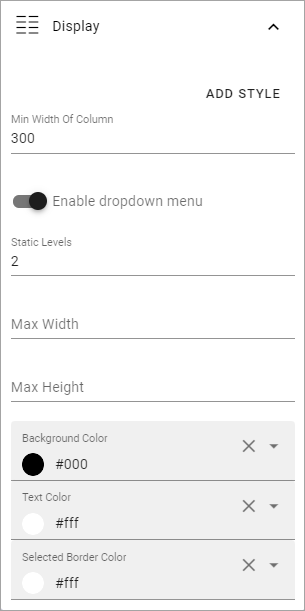 Display
ADD STYLE
Min Width Of Column
300
Enable dropdown menu
Static Levels
2
Max Width
Max Height
Background Color
#000
Text Color
#fff
Selected Border Color
#fff